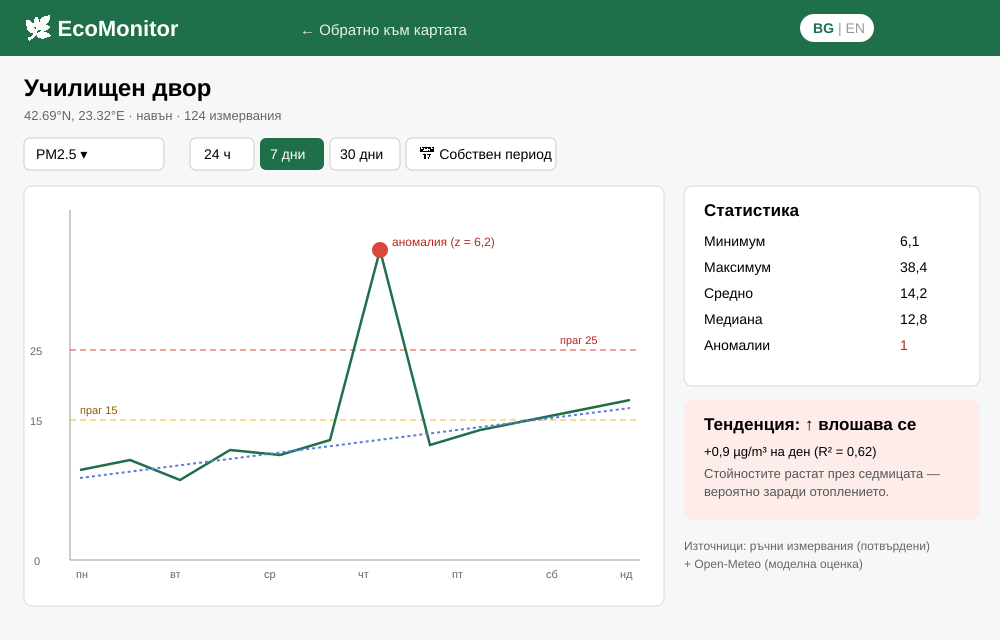 EcoMonitor
← Обратно към картата
BG | EN
Училищен двор
42.69°N, 23.32°E · навън · 124 измервания
PM2.5 ▾
24 ч
7 дни
30 дни
📅 Собствен период
аномалия (z = 6,2)
праг 25
25
праг 15
15
0
пн вт ср чт пт сб нд
Статистика
Минимум 6,1
Максимум 38,4
Средно 14,2
Медиана 12,8
Аномалии 1
Тенденция: ↑ влошава се
+0,9 µg/m³ на ден (R² = 0,62)
Стойностите растат през седмицата —
вероятно заради отоплението.
Източници: ръчни измервания (потвърдени)
+ Open-Meteo (моделна оценка)